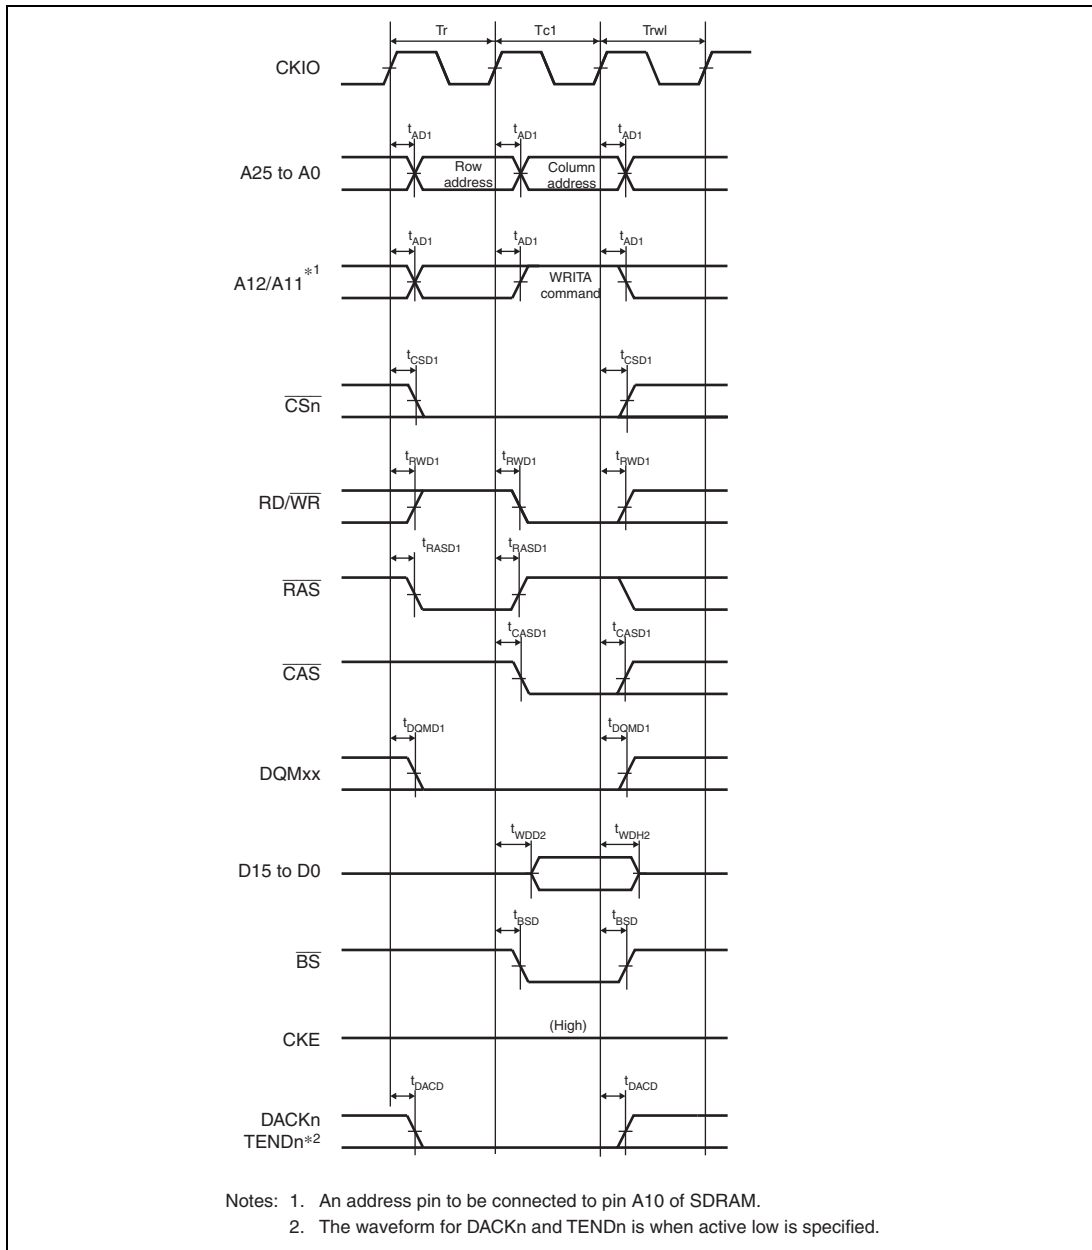 Tr Tc1 Trwl
CKIO
tAD1 tAD1 tAD1
A25 to A0
Row address
Column address
tAD1 tAD1 tAD1
A12/A11*1
WRITA command
tCSD1 tCSD1
CSn
tRWD1 tRWD1 tRWD1
RD/WR
tRASD1 tRASD1
RAS
tCASD1 tCASD1
CAS
tDQMD1 tDQMD1
DQMxx
tWDD2 tWDH2
D15 to D0
tBSD tBSD
BS
(High)
CKE
tDACD tDACD
DACKn
TENDn*2
Notes: 1. An address pin to be connected to pin A10 of SDRAM.
2. The waveform for DACKn and TENDn is when active low is specified.